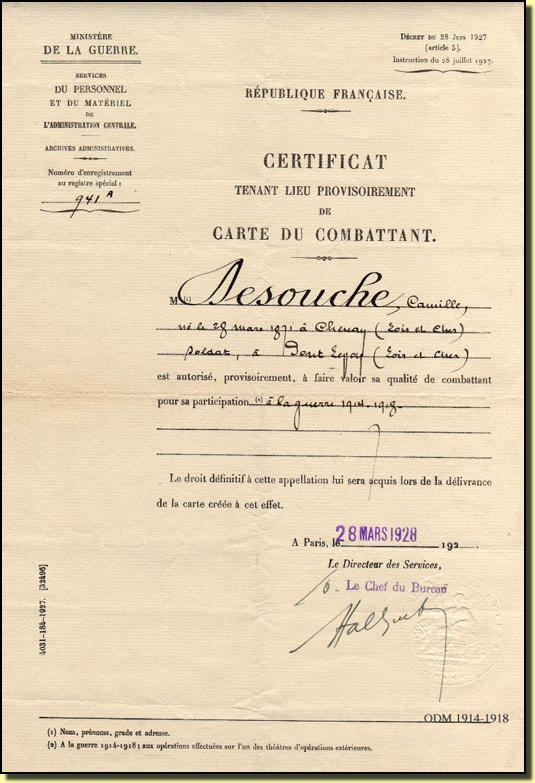 MINISTÈRE
DE LA GUERRE.
SERVICES
DU PERSONNEL
ET DU MATÉRIEL
DE
L'ADMINISTRATION CENTRALE.
ARCHIVES ADMINISTRATIVES.
Numéro d'enregistrement
au registre spécial :
941 A
DÉCRET DU 28 JUIN 1927
(article 5).
Instruction du 28 juillet 1927.
RÉPUBLIQUE FRANÇAISE.
CERTIFICAT
TENANT LIEU PROVISOIREMENT
DE
CARTE DU COMBATTANT.
M (1) Desouche, Camille,
né le 28 mars 1871 à (Loir et Cher)
soldat, à Pont (Loir et Cher)
est autorisé, provisoirement, à faire valoir sa qualité de combattant
pour sa participation (2) à la guerre 1914-1918
Le droit définitif à cette appellation lui sera acquis lors de la délivrance
de la carte créée à cet effet.
A Paris, le 28 MARS 1928 192
Le Directeur des Services,
Le Chef du Bureau
4031-184-1927. [32496]
ODM 1914-1918
(1) Nom, prénoms, grade et adresse.
(2) A la guerre 1914-1918; aux opérations effectuées sur l'un des théâtres d'opérations extérieures.